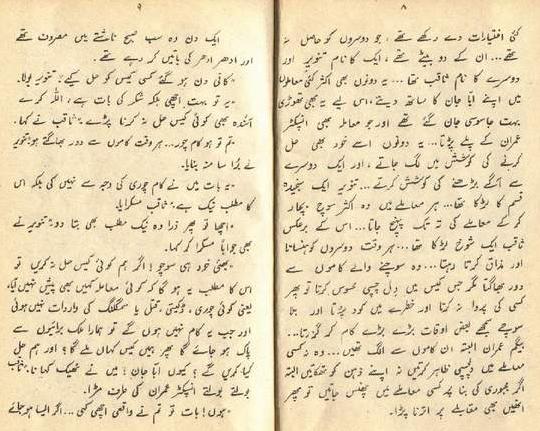 ۸
کئی اختیارات دے رکھے تھے، جو دوسروں کو حاصل نہ
تھے... ان کے دو بیٹے تھے، ایک کا نام تنویر اور
دوسرے کا نام ثاقب تھا... یہ دونوں بھی اکثر کئی معاملوں
میں اپنے ابا جان کا ساتھ دیتے، اس لیے یہ بھی تھوڑی
بہت جاسوسی جان گئے تھے اور جو معاملہ بھی انسپکٹر
عمران کے پلے پڑتا... یہ دونوں اسے خود بھی حل
کرنے کی کوشش میں لگ جاتے، اور ایک دوسرے
سے آگے بڑھنے کی کوشش کرتے... تنویر ایک سنجیدہ
قسم کا لڑکا تھا... ہر معاملے میں وہ اکثر سوچ بچار
کر کے معاملے کی تہ تک پہنچ جاتا... اس کے برعکس
ثاقب ایک شوخ لڑکا تھا... ہر وقت دوسروں کو ہنساتا
اور مذاق کرتا رہتا... وہ سوچنے والے کاموں سے
دور بھاگتا مگر جس کیس میں دل چسپی محسوس کرتا تو پھر
کسی کی پروا نہ کرتا اور خطرے میں کود پڑتا اور بنا
سوچے سمجھے بعض اوقات بڑے بڑے کام کر گزرتا...
بیگم عمران البتہ ان کاموں سے الگ تھیں... وہ نہ کسی
معاملے میں دلچسپی ظاہر کرتیں نہ اپنے ذہن کو تھکاتیں البتہ
اگر مجبوری کی بنا پر کسی معاملے میں پھنس جاتیں تو پھر
انھیں بھی مقابلے پر اترنا پڑتا۔
۹
ایک دن وہ سب صبح ناشتے میں مصروف تھے
اور ادھر ادھر کی باتیں کر رہے تھے۔
"کافی دن ہو گئے کسی کیس کو حل کیے" تنویر بولا۔
"یہ تو بہت اچھی بلکہ شکر کی بات ہے، اللہ کرے
آئندہ بھی کوئی کیس حل نہ کرنا پڑے" ثاقب نے کہا۔
"تم تو ہو کام چور... ہر وقت کاموں سے دور بھاگتے ہو" تنویر
نے برا سا منہ بنایا۔
"یہ بات میں نے کام چوری کی وجہ سے نہیں کی بلکہ اس
کا مطلب نیک ہے" ثاقب مسکرایا۔
"اچھا تو پھر ذرا وہ نیک مطلب بھی بتا دو" تنویر نے
بھی جواباً مسکرا کر کہا۔
"بھئی خود ہی سوچو! اگر ہم کوئی کیس حل نہ کریں تو
اس کا مطلب یہ ہو گا کہ کوئی معاملہ کہیں بھی پیش نہیں آیا،
یعنی کوئی چوری، ڈکیتی، قتل یا سمگلنگ کی واردات نہیں ہوئی
اور جب یہ کام نہیں ہوں گے تو ہمارا ملک برائیوں سے
پاک ہو جائے گا پھر ہمیں کیس کہاں ملے گا؟ اور ہم حل
کیا کریں گے؟ کیوں ابا جان! میں نے ٹھیک کہا نا" ثاقب
بولتے بولتے انسپکٹر عمران کی طرف مڑا۔
"ہوں! بات تو تم نے واقعی اچھی کہی... اگر ایسا ہو جائے